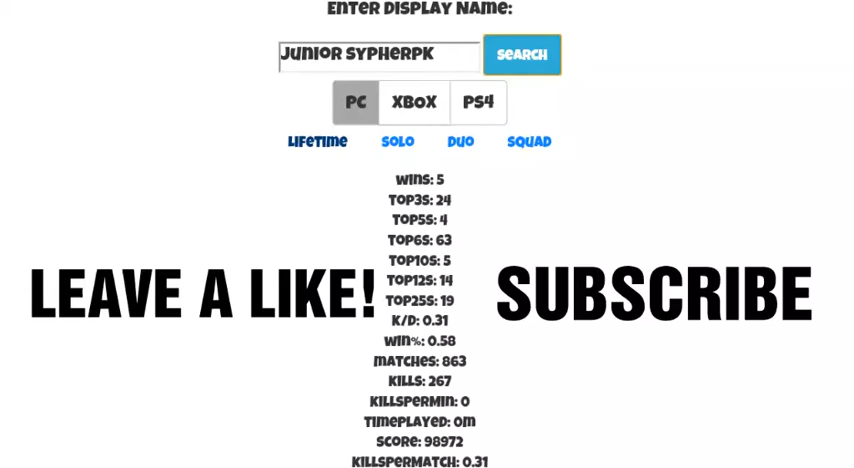 Enter Display Name:
Junior SypherPK Search
PC XBOX PS4
Lifetime Solo Duo Squad
Wins: 5
Top3s: 24
Top5s: 4
Top6s: 63
Top10s: 5
Top12s: 14
Top25s: 19
LEAVE A LIKE!
SUBSCRIBE
K/D: 0.31
Win%: 0.58
Matches: 863
Kills: 267
KillsPerMin: 0
TimePlayed: 0m
Score: 98972
KillsPerMatch: 0.31